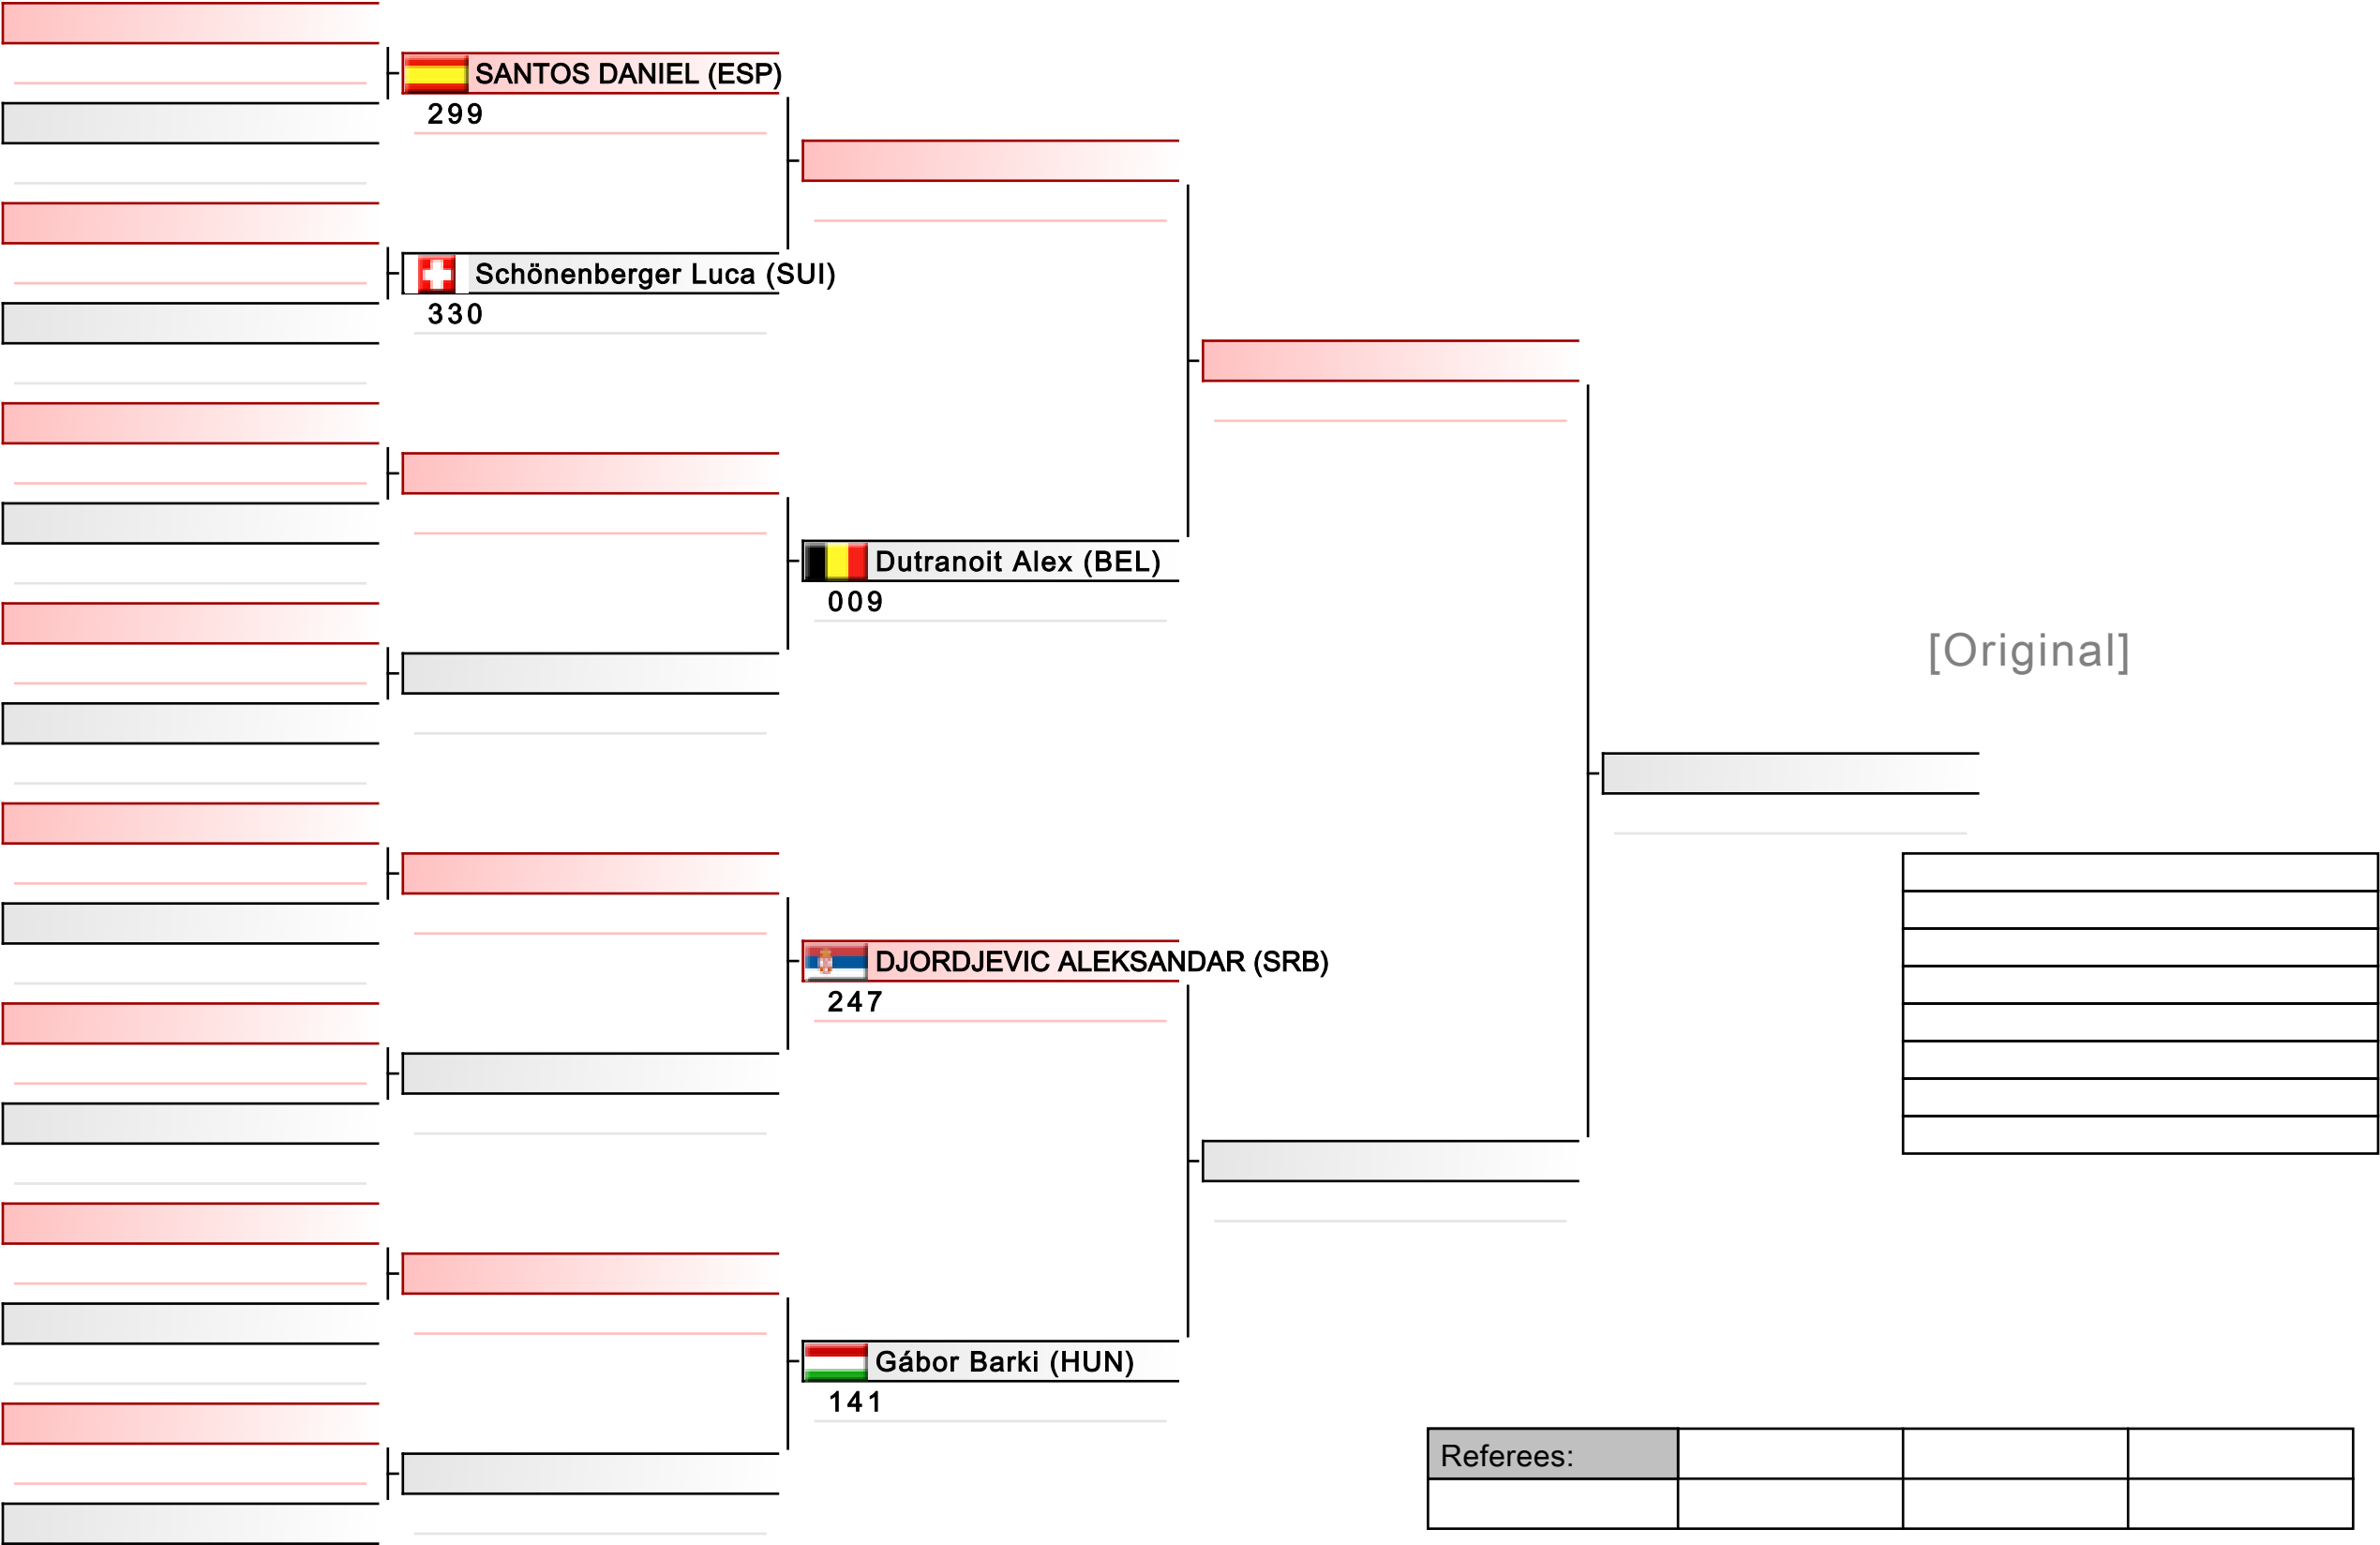 SANTOS DANIEL (ESP)
299
Schönenberger Luca (SUI)
330
Dutranoit Alex (BEL)
009
[Original]
DJORDJEVIC ALEKSANDAR (SRB)
247
Gábor Barki (HUN)
141
Referees: